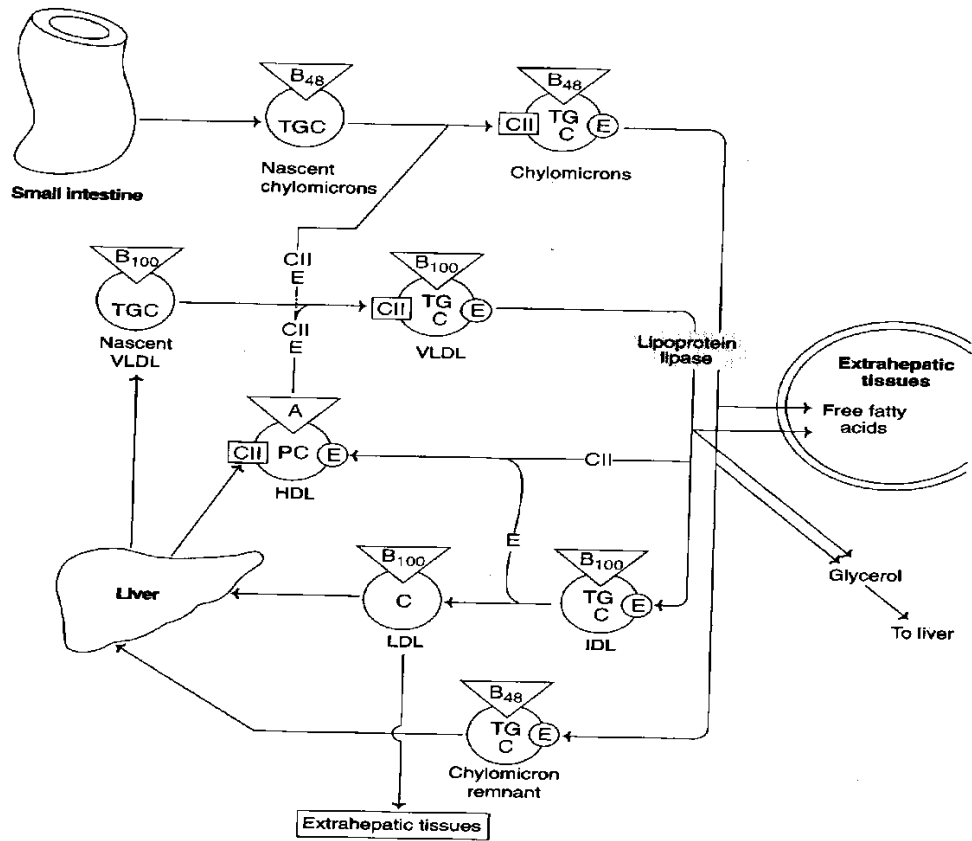 B48
TGC
Nascent
chylomicrons
Small intestine
B48
CII
TG
C
E
Chylomicrons
CII
E
B100
TGC
Nascent
VLDL
CII
E
B100
CII
TG
C
E
VLDL
Lipoprotein
lipase
Extrahepatic
tissues
Free fatty
acids
A
CII
PC
E
HDL
CII
E
Liver
B100
C
LDL
B100
TG
C
E
IDL
Glycerol
To liver
B48
TG
C
E
Chylomicron
remnant
Extrahepatic tissues